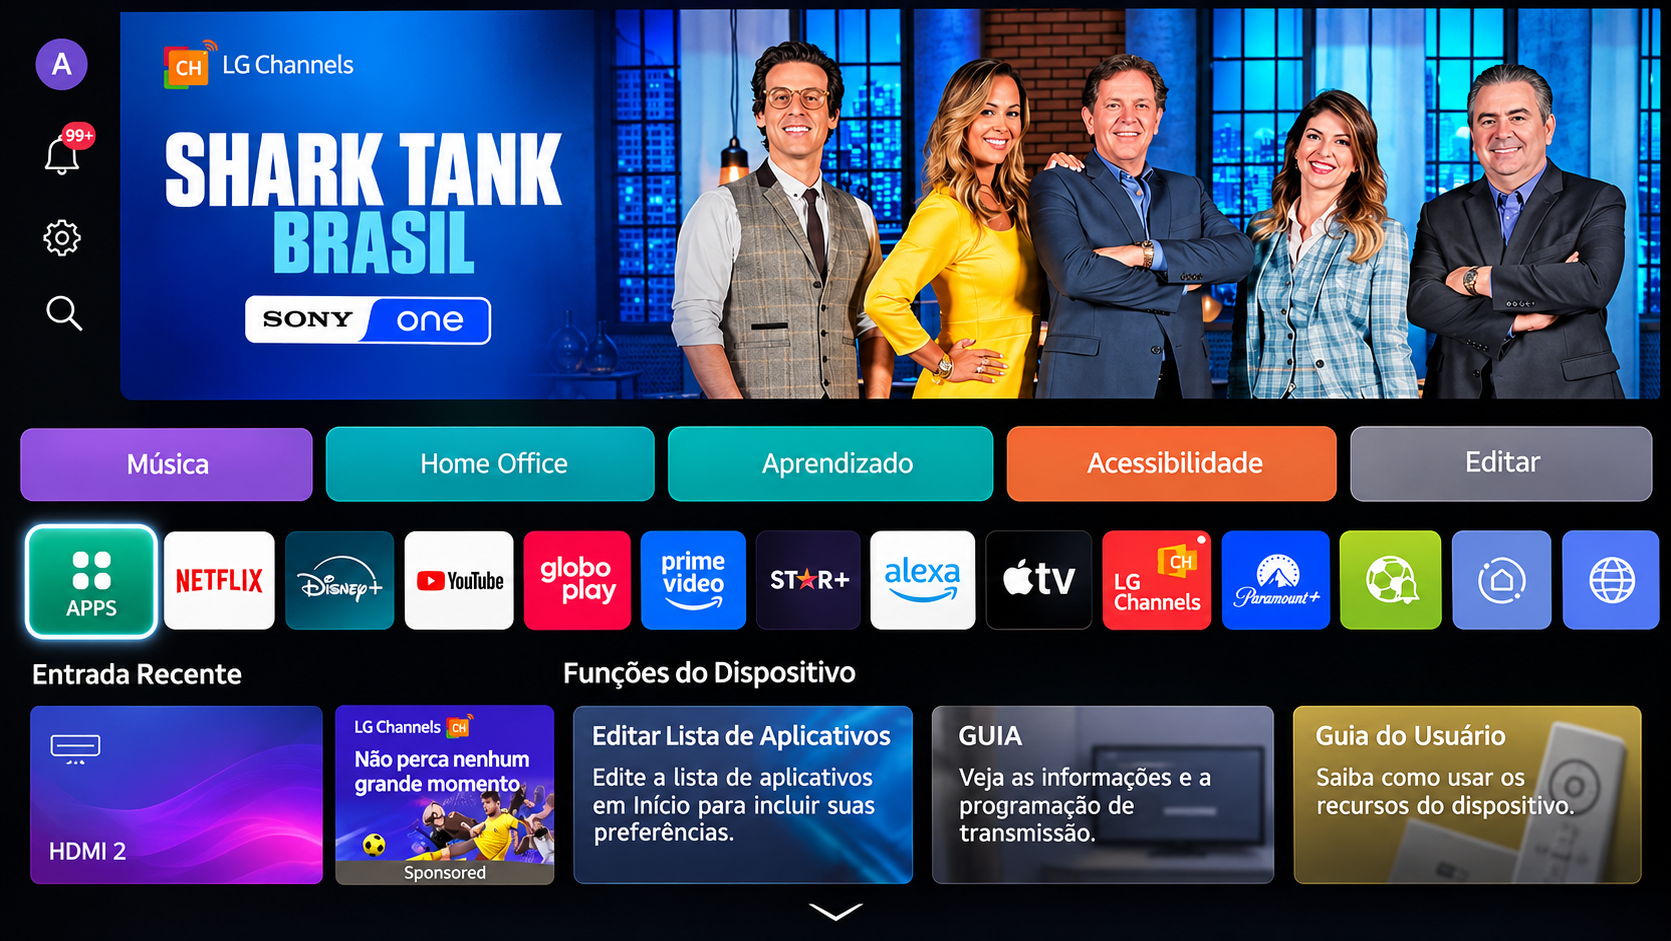 A
99+
CH LG Channels
SHARK TANK
BRASIL
SONY one
Música
Home Office
Aprendizado
Acessibilidade
Editar
APPS
NETFLIX
Disney+
YouTube
globo
play
prime
video
ST★R+
alexa
tv
CH
LG
Channels
Paramount+
Entrada Recente
HDMI 2
LG Channels CH
Não perca nenhum
grande momento
Sponsored
Funções do Dispositivo
Editar Lista de Aplicativos
Edite a lista de aplicativos
em Início para incluir suas
preferências.
GUIA
Veja as informações e a
programação de
transmissão.
Guia do Usuário
Saiba como usar os
recursos do dispositivo.